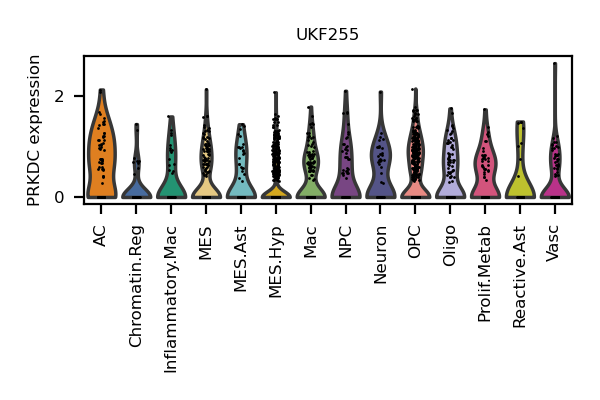 UKF255
PRKDC expression
2
0
AC
Chromatin.Reg
Inflammatory.Mac
MES
MES.Ast
MES.Hyp
Mac
NPC
Neuron
OPC
Oligo
Prolif.Metab
Reactive.Ast
Vasc